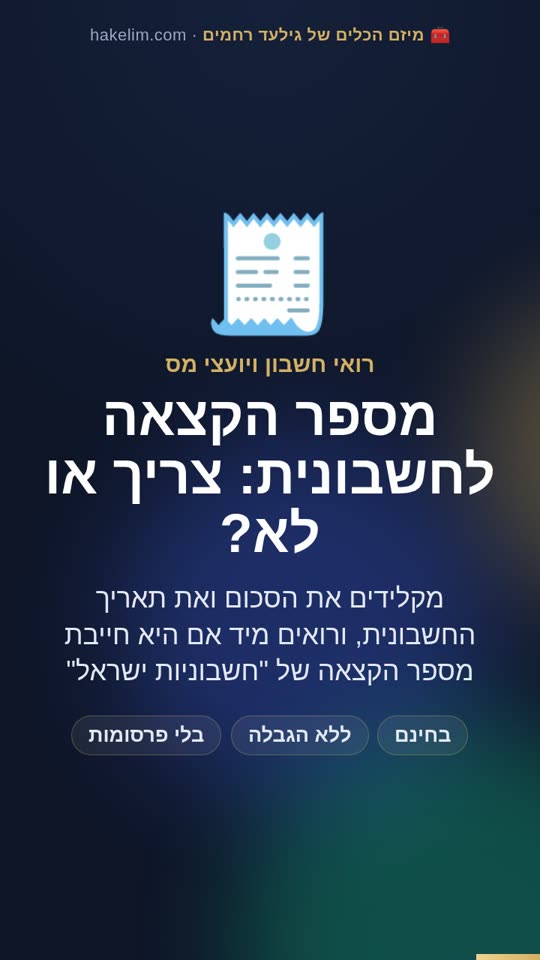 🧰 מיזם הכלים של גילעד רחמים · hakelim.com
רואי חשבון ויועצי מס
מספר הקצאה
לחשבונית: צריך או
לא?
מקלידים את הסכום ואת תאריך
החשבונית, ורואים מיד אם היא חייבת
מספר הקצאה של "חשבוניות ישראל"
בחינם
ללא הגבלה
בלי פרסומות